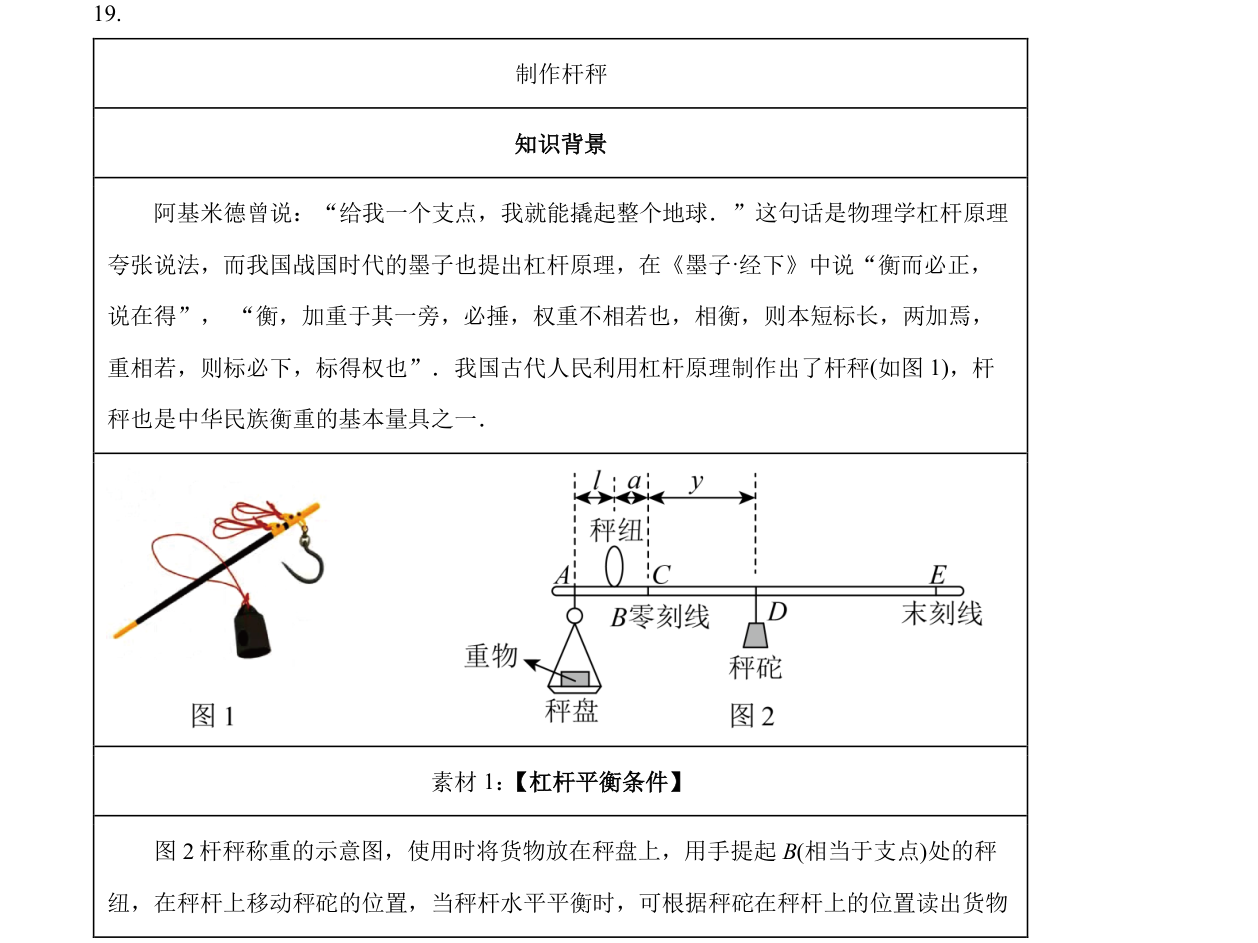 19.
制作杆秤
知识背景
阿基米德曾说：“给我一个支点，我就能撬起整个地球．”这句话是物理学杠杆原理
夸张说法，而我国战国时代的墨子也提出杠杆原理，在《墨子·经下》中说“衡而必正，
说在得”，“衡，加重于其一旁，必捶，权重不相若也，相衡，则本短标长，两加焉，
重相若，则标必下，标得权也”．我国古代人民利用杠杆原理制作出了杆秤(如图 1)，杆
秤也是中华民族衡重的基本量具之一．
l a y
秤纽
A C E
B零刻线 D 末刻线
重物
秤砣
秤盘
图 1 图 2
素材 1：【杠杆平衡条件】
图 2 杆秤称重的示意图，使用时将货物放在秤盘上，用手提起 B(相当于支点)处的秤
纽，在秤杆上移动秤砣的位置，当秤杆水平平衡时，可根据秤砣在秤杆上的位置读出货物